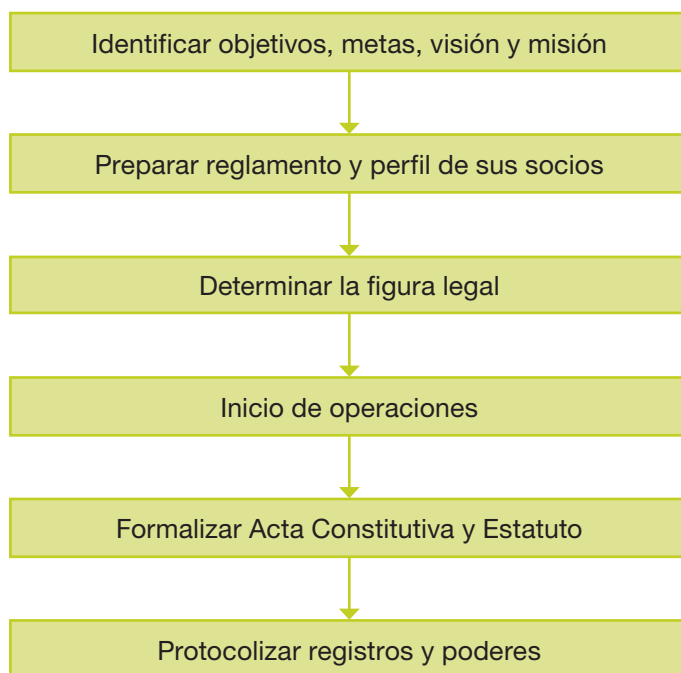 Identificar objetivos, metas, visión y misión
Preparar reglamento y perfil de sus socios
Determinar la figura legal
Inicio de operaciones
Formalizar Acta Constitutiva y Estatuto
Protocolizar registros y poderes